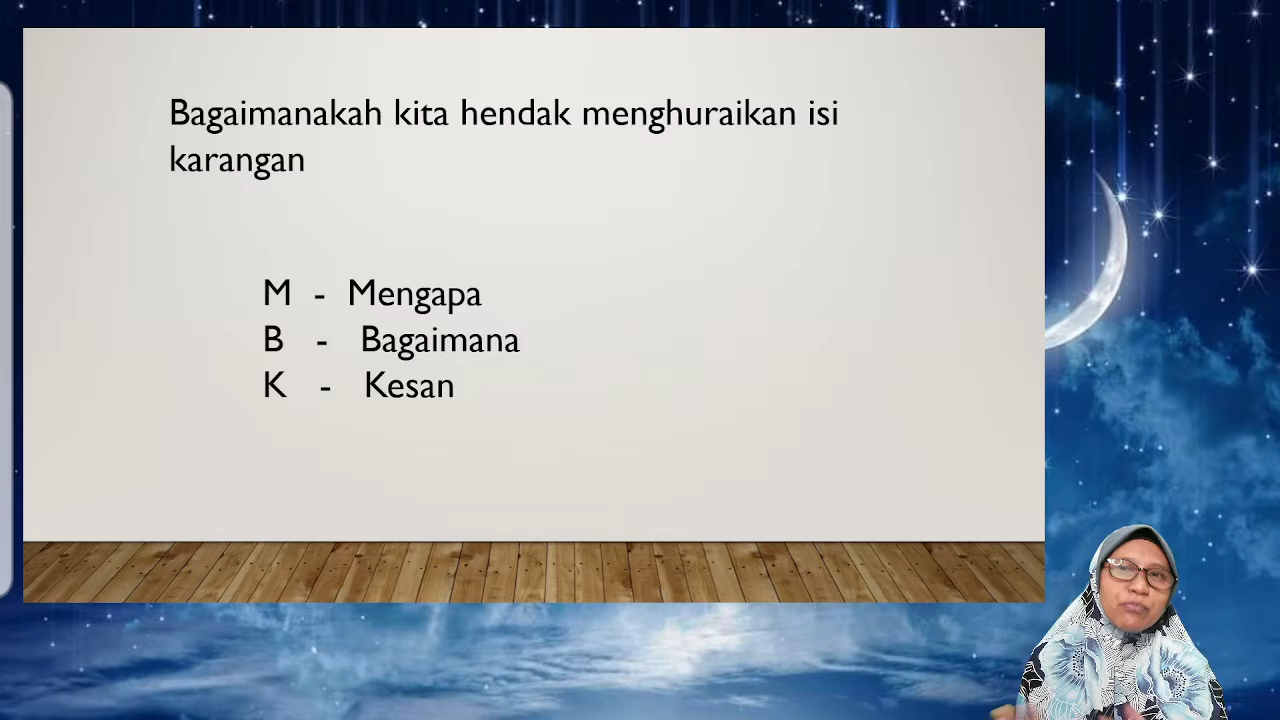 Bagaimanakah kita hendak menghuraikan isi
karangan
M - Mengapa
B - Bagaimana
K - Kesan